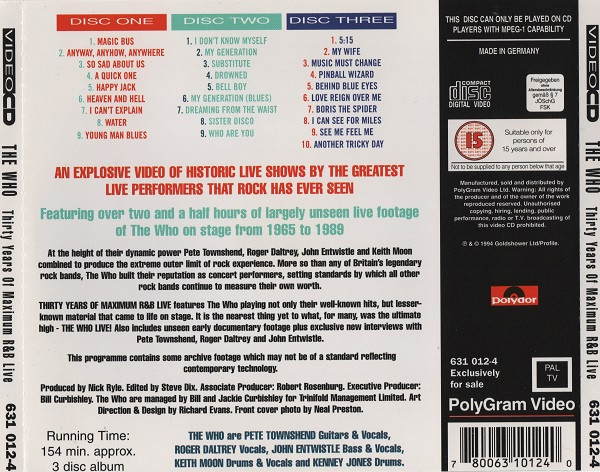 VIDEO CD
THE WHO Thirty Years Of Maximum R&B Live
631 012-4
DISC ONE
1. MAGIC BUS
2. ANYWAY, ANYHOW, ANYWHERE
3. SO SAD ABOUT US
4. A QUICK ONE
5. HAPPY JACK
6. HEAVEN AND HELL
7. I CAN'T EXPLAIN
8. WATER
9. YOUNG MAN BLUES
DISC TWO
1. I DON'T KNOW MYSELF
2. MY GENERATION
3. SUBSTITUTE
4. DROWNED
5. BELL BOY
6. MY GENERATION (BLUES)
7. DREAMING FROM THE WAIST
8. SISTER DISCO
9. WHO ARE YOU
DISC THREE
1. 5:15
2. MY WIFE
3. MUSIC MUST CHANGE
4. PINBALL WIZARD
5. BEHIND BLUE EYES
6. LOVE REIGN OVER ME
7. BORIS THE SPIDER
8. I CAN SEE FOR MILES
9. SEE ME FEEL ME
10. ANOTHER TRICKY DAY
AN EXPLOSIVE VIDEO OF HISTORIC LIVE SHOWS BY THE GREATEST
LIVE PERFORMERS THAT ROCK HAS EVER SEEN
Featuring over two and a half hours of largely unseen live footage
of The Who on stage from 1965 to 1989
At the height of their dynamic power Pete Townshend, Roger Daltrey, John Entwistle and Keith Moon
combined to produce the extreme outer limit of rock experience. More so than any of Britain's legendary
rock bands, The Who built their reputation as concert performers, setting standards by which all other
rock bands continue to measure their own worth.
THIRTY YEARS OF MAXIMUM R&B LIVE features The Who playing not only their well-known hits, but lesser-
known material that came to life on stage. It is the nearest thing yet to what, for many, was the ultimate
high - THE WHO LIVE! Also includes unseen early documentary footage plus exclusive new interviews with
Pete Townshend, Roger Daltrey and John Entwistle.
This programme contains some archive footage which may not be of a standard reflecting
contemporary technology.
Produced by Nick Ryle. Edited by Steve Dix. Associate Producer: Robert Rosenburg. Executive Producer:
Bill Curbishley. The Who are managed by Bill and Jackie Curbishley for Trinifold Management Limited. Art
Direction & Design by Richard Evans. Front cover photo by Neal Preston.
Running Time:
154 min. approx.
3 disc album
THE WHO are PETE TOWNSHEND Guitars & Vocals,
ROGER DALTREY Vocals, JOHN ENTWISTLE Bass & Vocals,
KEITH MOON Drums & Vocals and KENNEY JONES Drums.
THIS DISC CAN ONLY BE PLAYED ON CD
PLAYERS WITH MPEG-1 CAPABILITY
MADE IN GERMANY
COMPACT
disc
DIGITAL VIDEO
Freigegeben
ohne
Altersbeschränkung
gemäß § 7
JÖSchG
FSK
15
Suitable only for
persons of
15 years and over
Not to be supplied to any person below that age
Manufactured, sold and distributed by
PolyGram Video Ltd. Warning: All rights of
the producer and of the owner of the work
reproduced reserved. Unauthorised
copying, hiring, lending, public
performance, radio or T.V. broadcasting of
this video CD prohibited.
℗ & © 1994 Goldshower Ltd/Profile.
polydor
631 012-4
Exclusively
for sale
PAL
TV
PolyGram Video
7 80063 10124 0
VIDEO CD
THE WHO Thirty Years Of Maximum R&B Live
631 012-4